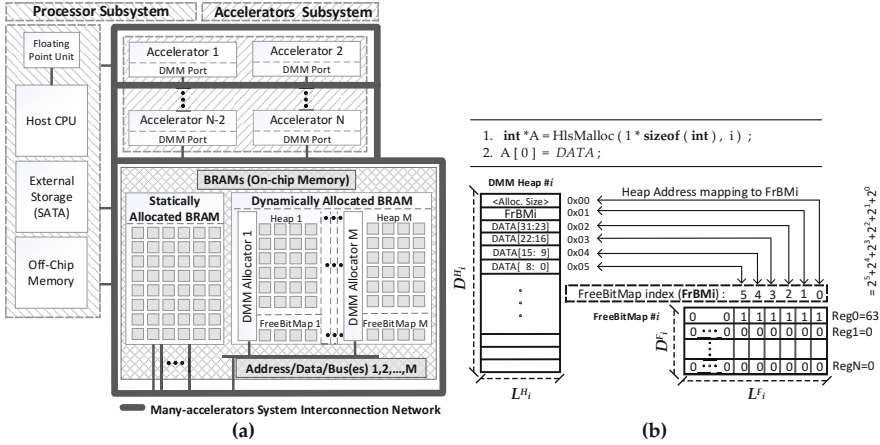 Processor Subsystem
Accelerators Subsystem
Floating
Point Unit
Host CPU
External
Storage
(SATA)
Off-Chip
Memory
Accelerator 1
DMM Port
Accelerator 2
DMM Port
Accelerator N-2
DMM Port
Accelerator N
DMM Port
BRAMs (On-chip Memory)
Statically
Allocated BRAM
Dynamically Allocated BRAM
DMM Allocator 1
Heap 1
FreeBitMap 1
DMM Allocator M
Heap M
FreeBitMap M
Address/Data/Bus(es) 1,2,…,M
Many-accelerators System Interconnection Network
(a)
1. int *A = HlsMalloc ( 1 * sizeof ( int ) , i ) ;
2. A [ 0 ] = DATA ;
DMM Heap #i
<Alloc. Size>
FrBMi
DATA[31:23]
DATA[22:16]
DATA[15: 9]
DATA[ 8: 0]
0x00
0x01
0x02
0x03
0x04
0x05
Heap Address mapping to FrBMi
= 2^5+2^4+2^3+2^2+2^1+2^0
FreeBitMap index (FrBMi) : 5 4 3 2 1 0
FreeBitMap #i
0 0 1 1 1 1 1 1 Reg0=63
0 ••• 0 0 0 0 0 0 0 Reg1=0
0 ••• 0 0 0 0 0 0 0 RegN=0
D^{H_i}
L^{H_i}
D^{F_i}
L^{F_i}
(b)